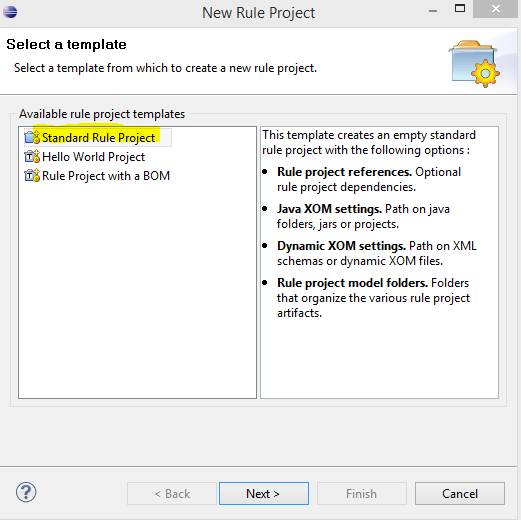 New Rule Project
Select a template
Select a template from which to create a new rule project.
Available rule project templates
Standard Rule Project
Hello World Project
Rule Project with a BOM
This template creates an empty standard
rule project with the following options :
• Rule project references. Optional
rule project dependencies.
• Java XOM settings. Path on java
folders, jars or projects.
• Dynamic XOM settings. Path on XML
schemas or dynamic XOM files.
• Rule project model folders. Folders
that organize the various rule project
artifacts.
?
< Back
Next >
Finish
Cancel